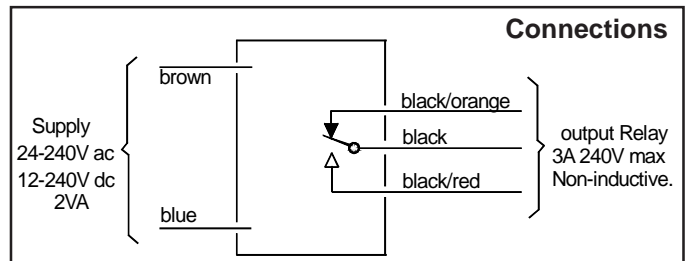 Connections
brown
Supply
24-240V ac
12-240V dc
2VA
blue
black/orange
black
black/red
output Relay
3A 240V max
Non-inductive.